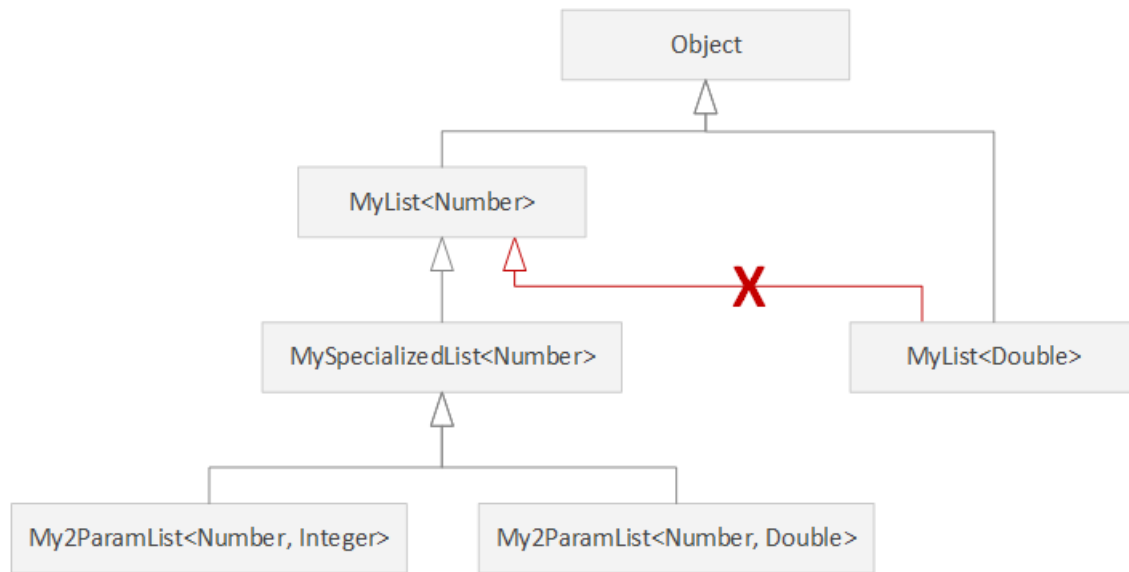 Object
MyList<Number>
X
MySpecializedList<Number>
MyList<Double>
My2ParamList<Number, Integer>
My2ParamList<Number, Double>